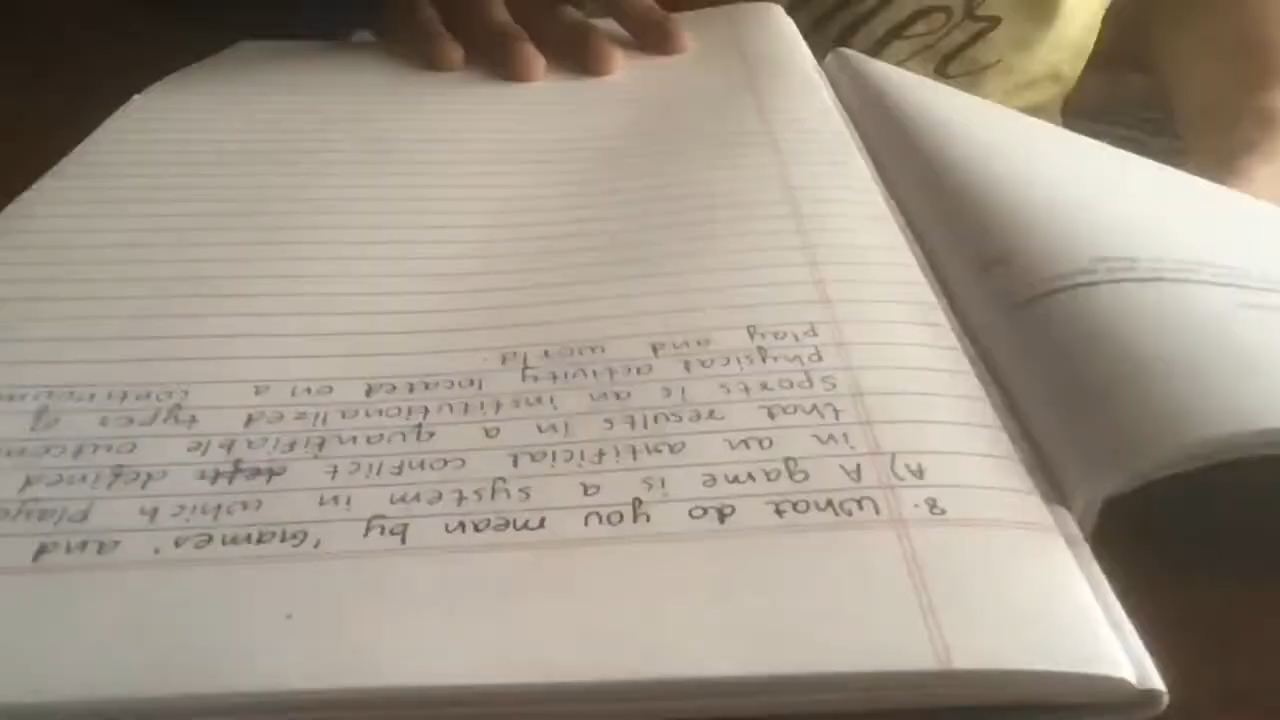 8. What do you mean by 'Games' and
A) A game is a system in which playe
in an artificial conflict defined
that results in a quantifiable outcom
sports is an institutionalized types of
physical activity located on a continuum
play and world.
mer